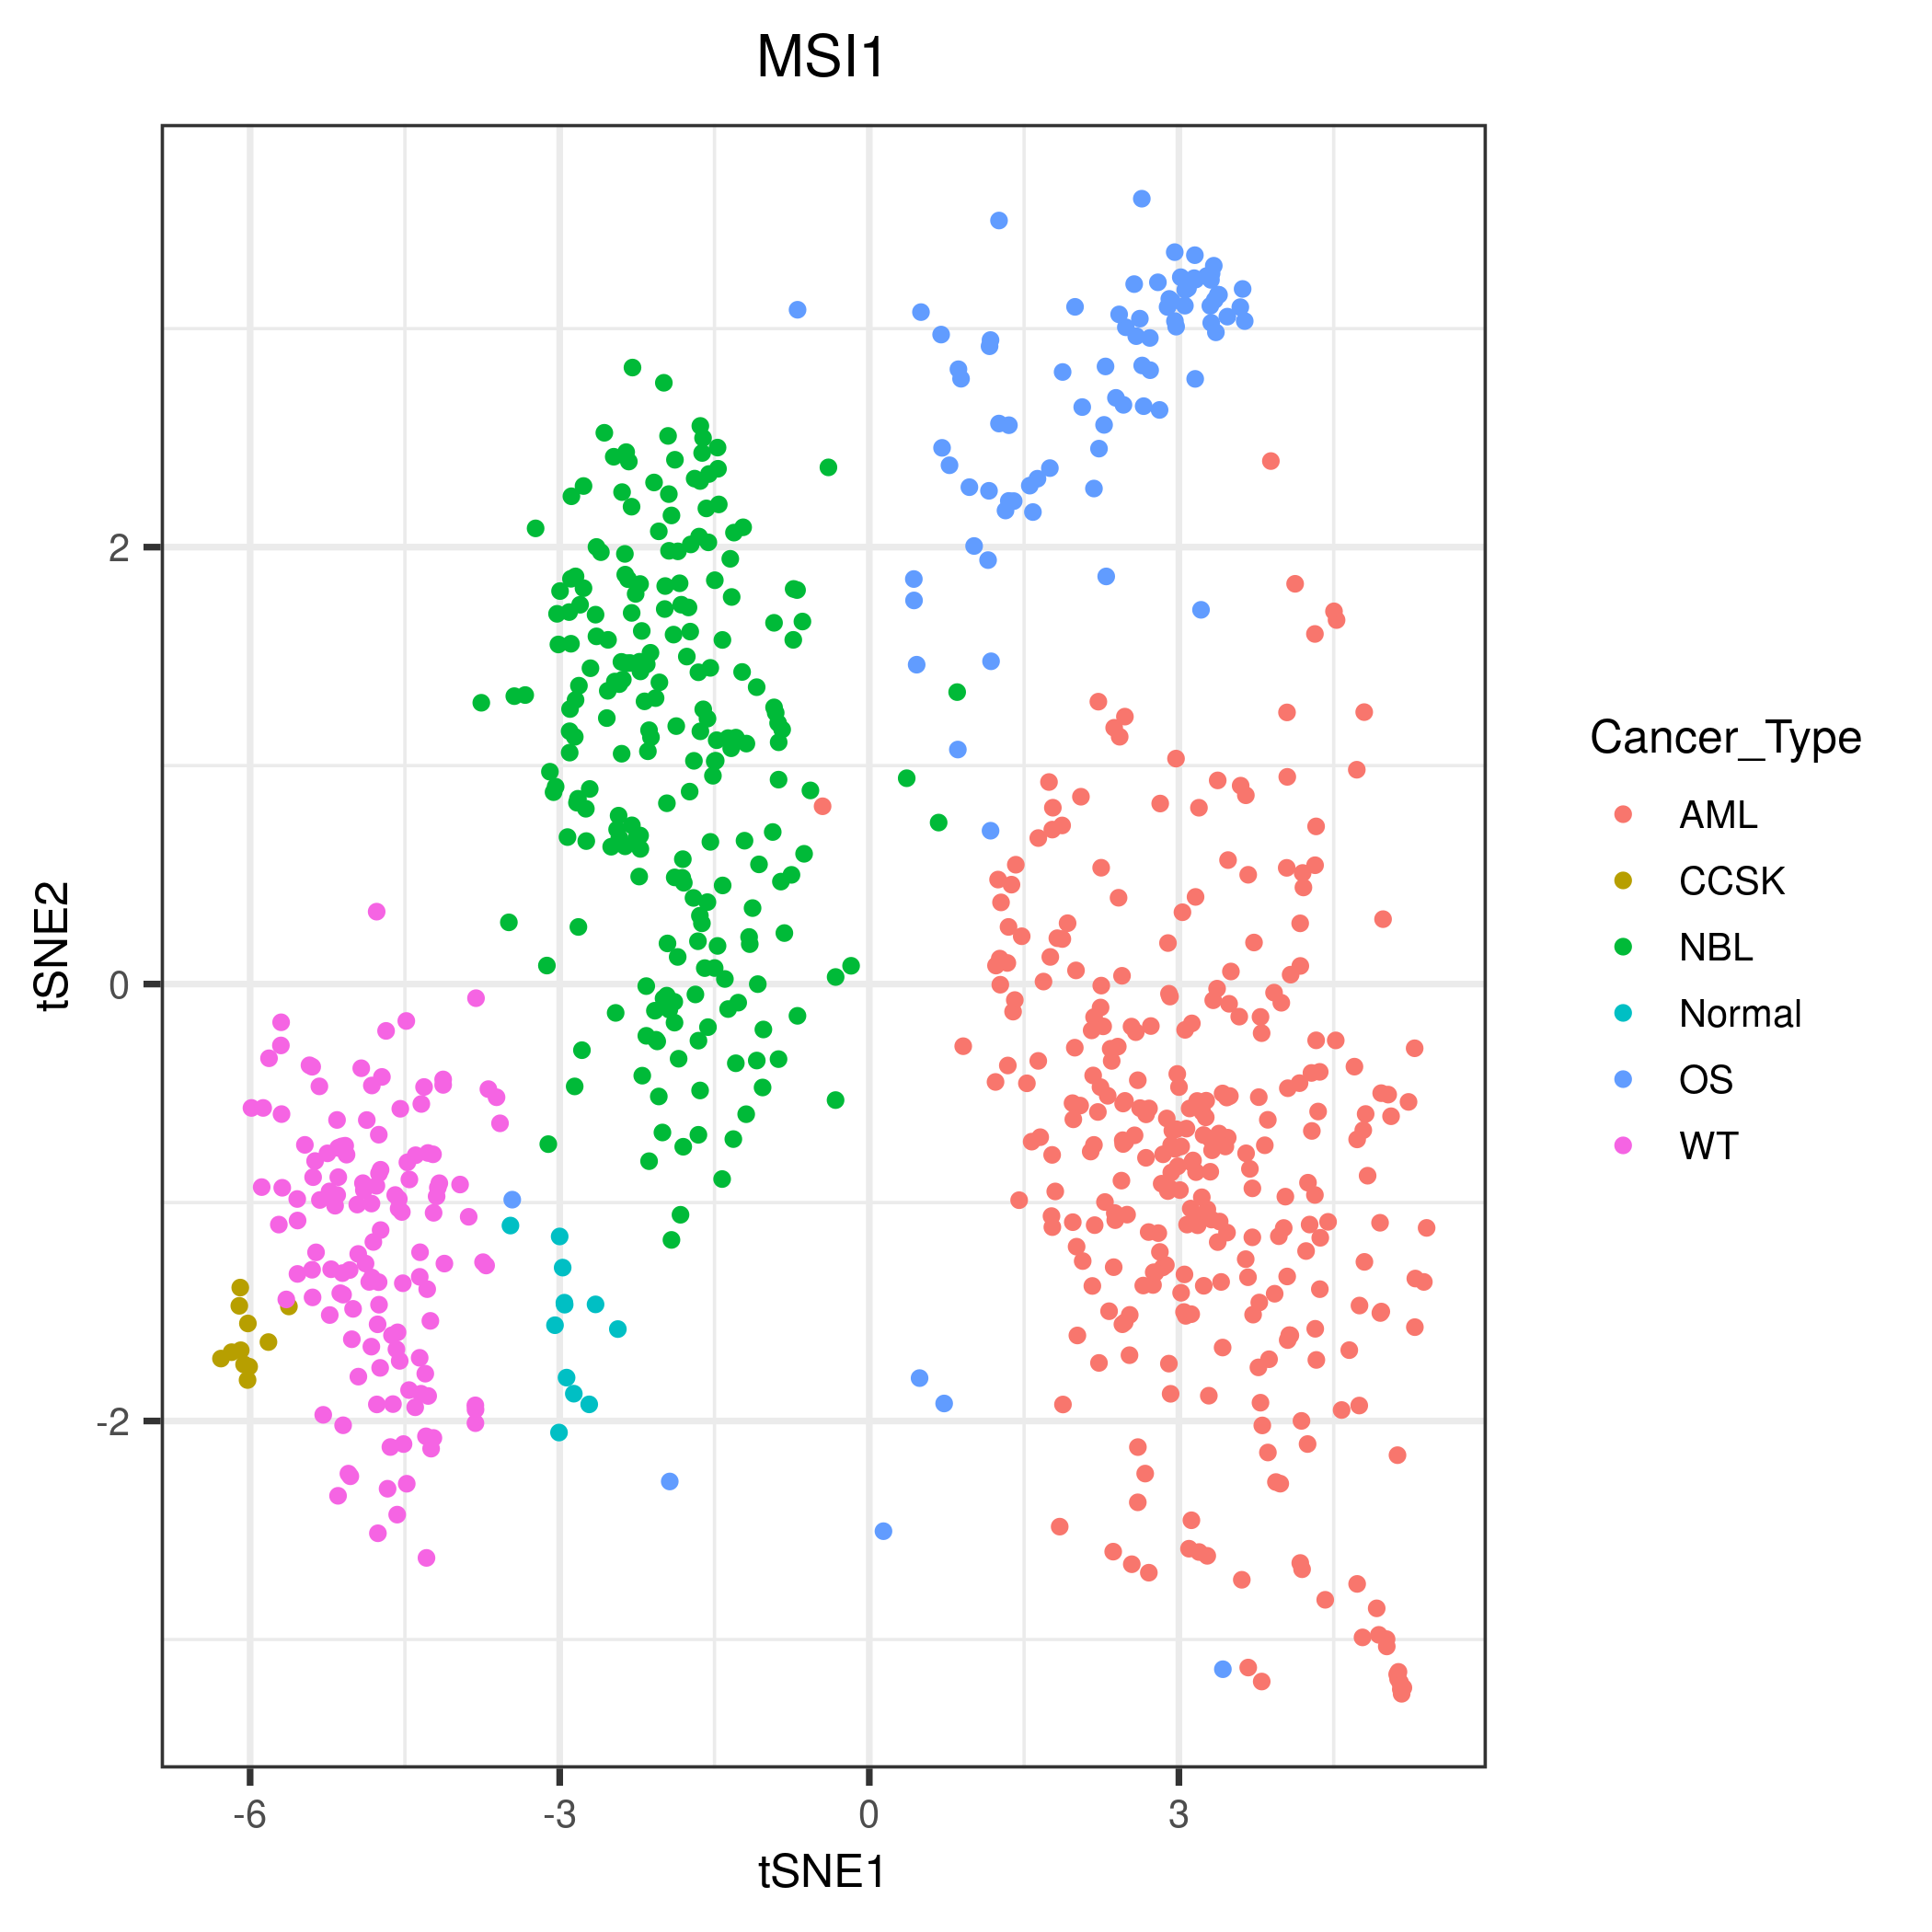 MSI1
tSNE2
2
0
-2
-6
-3
0
3
tSNE1
Cancer_Type
AML
CCSK
NBL
Normal
OS
WT